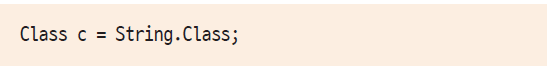 Class c = String.Class;